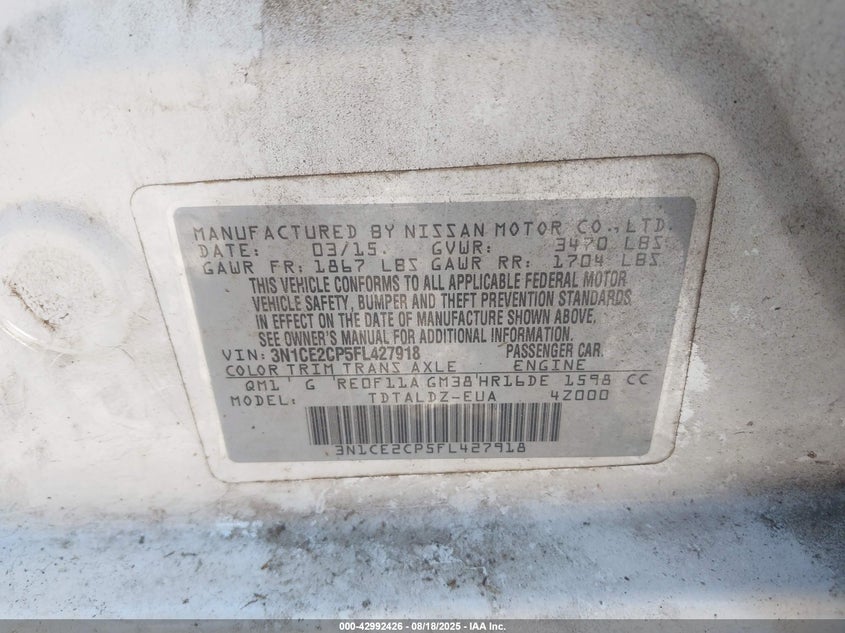 MANUFACTURED BY NISSAN MOTOR CO., LTD.
DATE: 03/15. GVWR: 3470 LBS
GAWR FR: 1867 LBS GAWR RR: 1704 LBS
THIS VEHICLE CONFORMS TO ALL APPLICABLE FEDERAL MOTOR
VEHICLE SAFETY, BUMPER AND THEFT PREVENTION STANDARDS
IN EFFECT ON THE DATE OF MANUFACTURE SHOWN ABOVE.
SEE OWNER'S MANUAL FOR ADDITIONAL INFORMATION.
VIN: 3N1CE2CP5FL427918 PASSENGER CAR.
COLOR TRIM TRANS AXLE ENGINE
QM1 G RE0F11A GM38 HR16DE 1598 CC
MODEL: TDTALDZ-EUA 4Z000
3N1CE2CP5FL427918
000-42992426 - 08/18/2025 - IAA Inc.